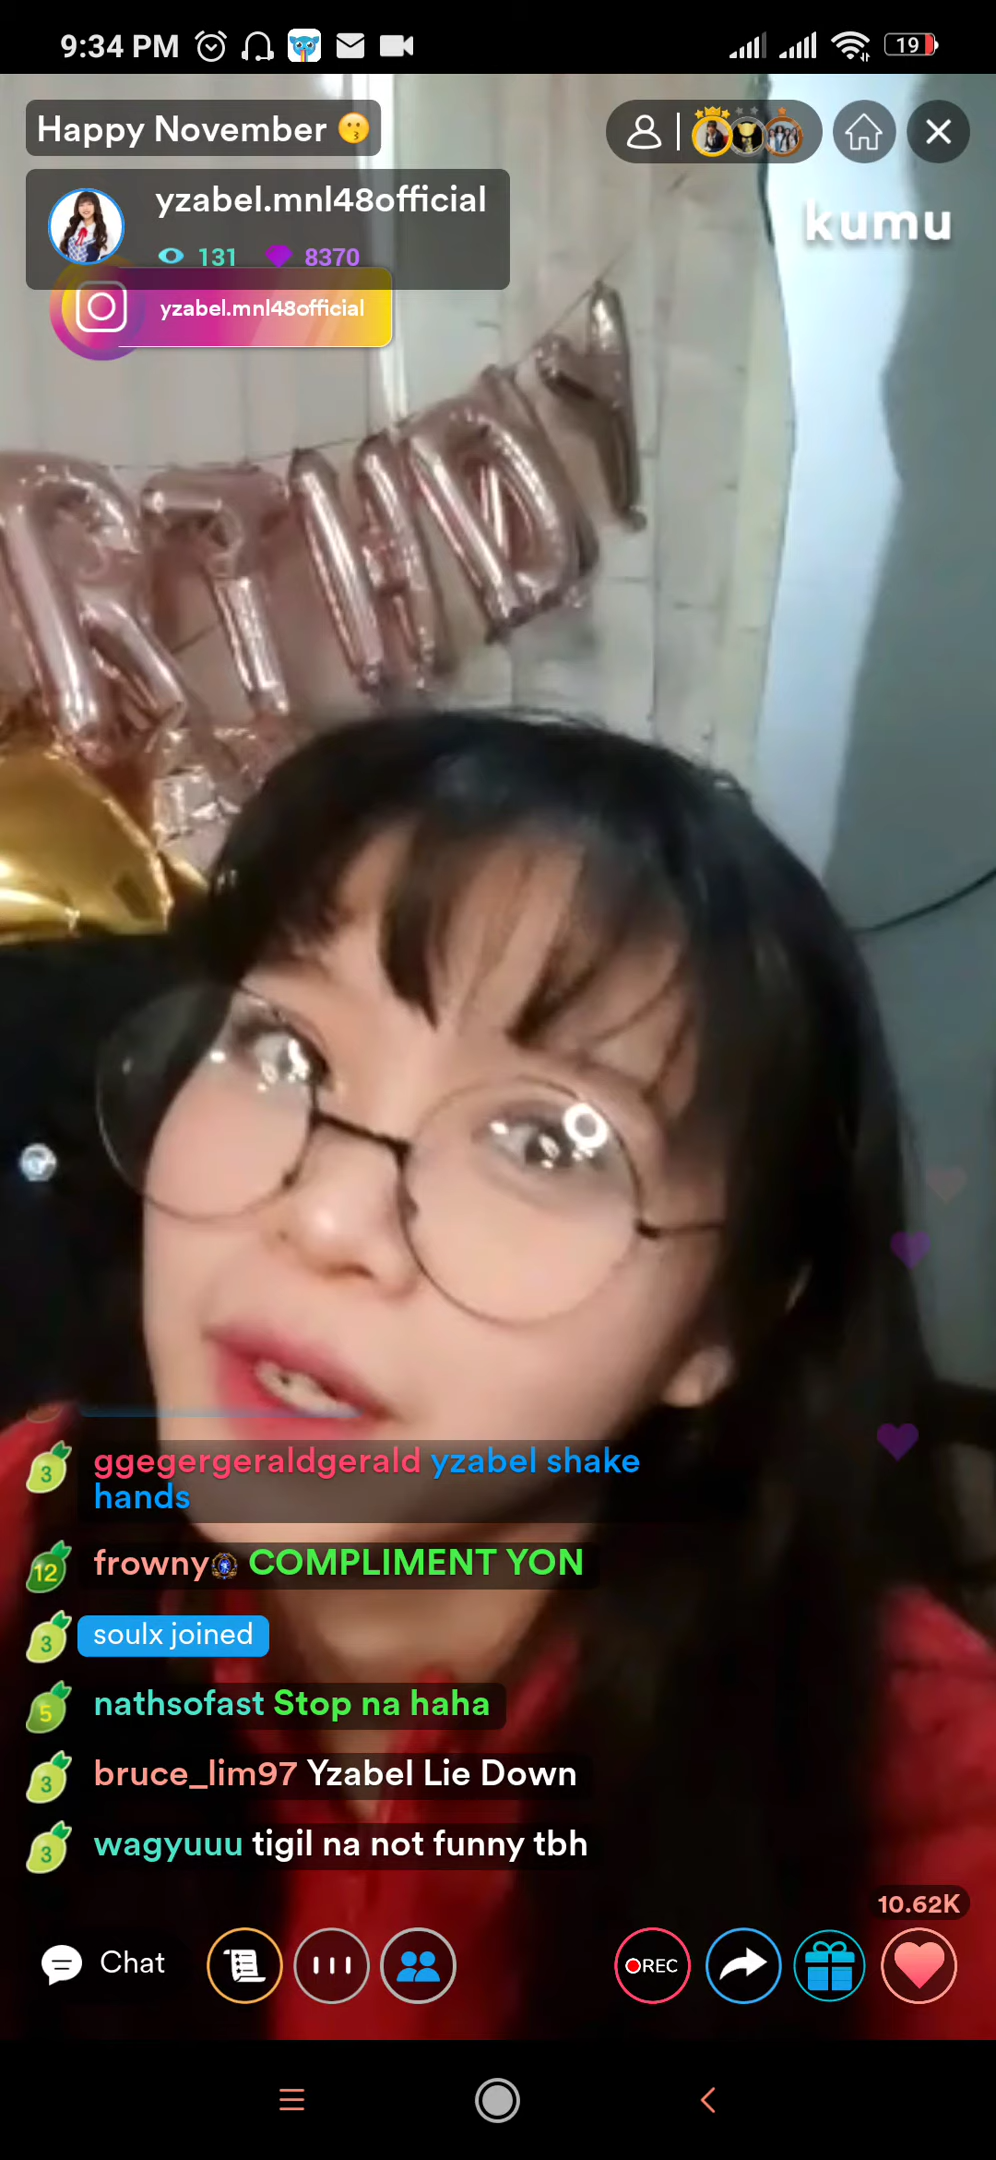 9:34 PM
19
Happy November 😗
yzabel.mnl48official
131 8370
kumu
yzabel.mnl48official
RTHD
3 ggegergeraldgerald yzabel shake
hands
12 frowny COMPLIMENT YON
3 soulx joined
5 nathsofast Stop na haha
3 bruce_lim97 Yzabel Lie Down
3 wagyuuu tigil na not funny tbh
10.62K
Chat
REC